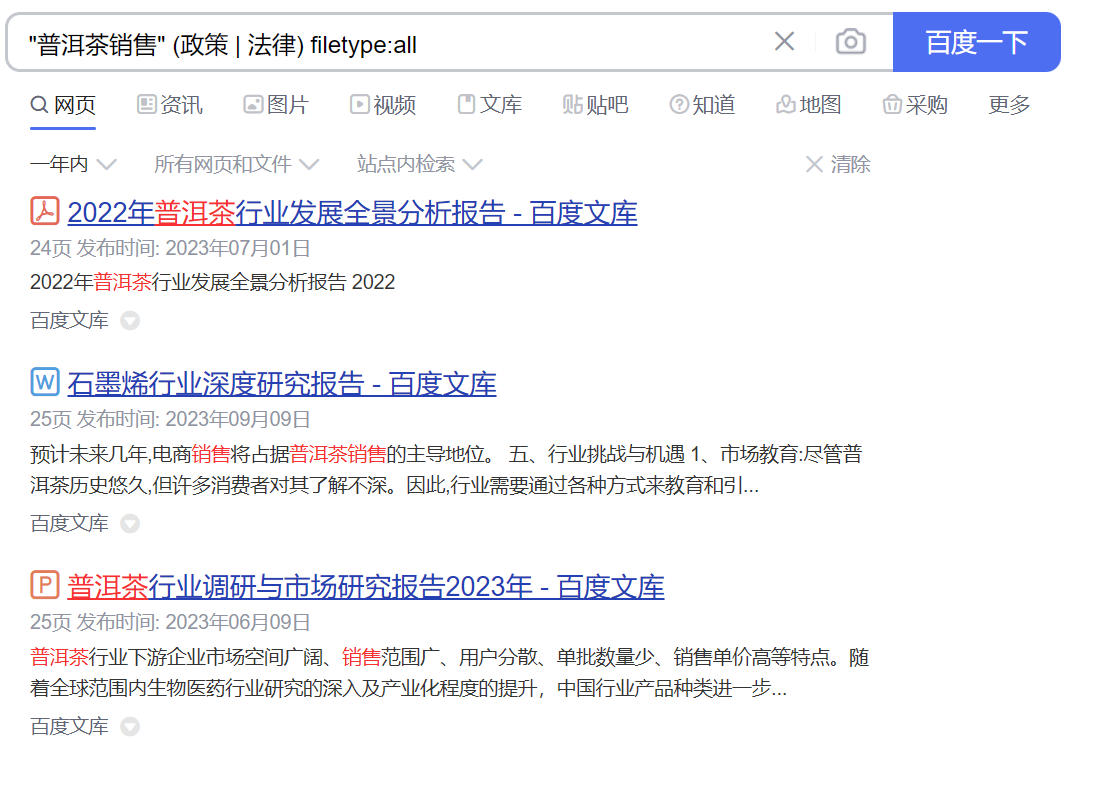 "普洱茶销售" (政策 | 法律) filetype:all 百度一下
网页 资讯 图片 视频 文库 贴吧 知道 地图 采购 更多
一年内 所有网页和文件 站点内检索 清除
2022年普洱茶行业发展全景分析报告 - 百度文库
24页 发布时间: 2023年07月01日
2022年普洱茶行业发展全景分析报告 2022
百度文库
W 石墨烯行业深度研究报告 - 百度文库
25页 发布时间: 2023年09月09日
预计未来几年,电商销售将占据普洱茶销售的主导地位。 五、行业挑战与机遇 1、市场教育:尽管普
洱茶历史悠久,但许多消费者对其了解不深。因此,行业需要通过各种方式来教育和引...
百度文库
P 普洱茶行业调研与市场研究报告2023年 - 百度文库
25页 发布时间: 2023年06月09日
普洱茶行业下游企业市场空间广阔、销售范围广、用户分散、单批数量少、销售单价高等特点。随
着全球范围内生物医药行业研究的深入及产业化程度的提升，中国行业产品种类进一步...
百度文库